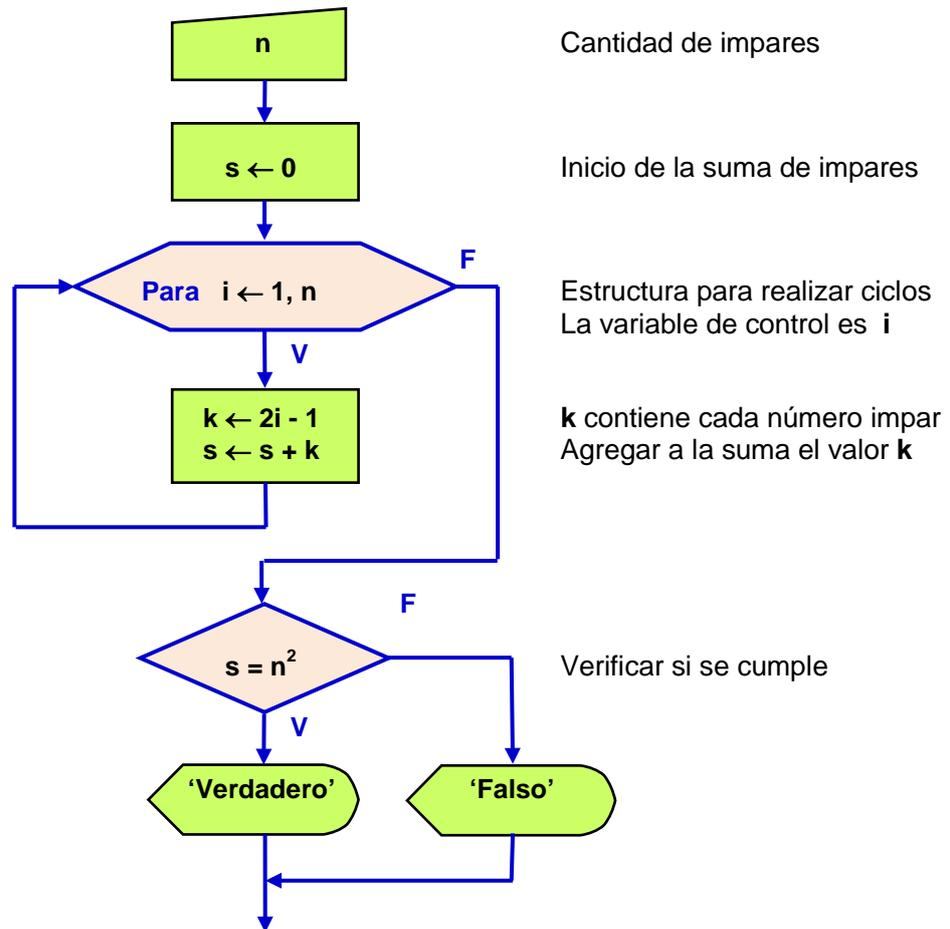 n
Cantidad de impares
s ← 0
Inicio de la suma de impares
F
Para i ← 1, n
Estructura para realizar ciclos
La variable de control es i
V
k ← 2i - 1
s ← s + k
k contiene cada número impar
Agregar a la suma el valor k
F
s = n²
Verificar si se cumple
V
‘Verdadero’
‘Falso’